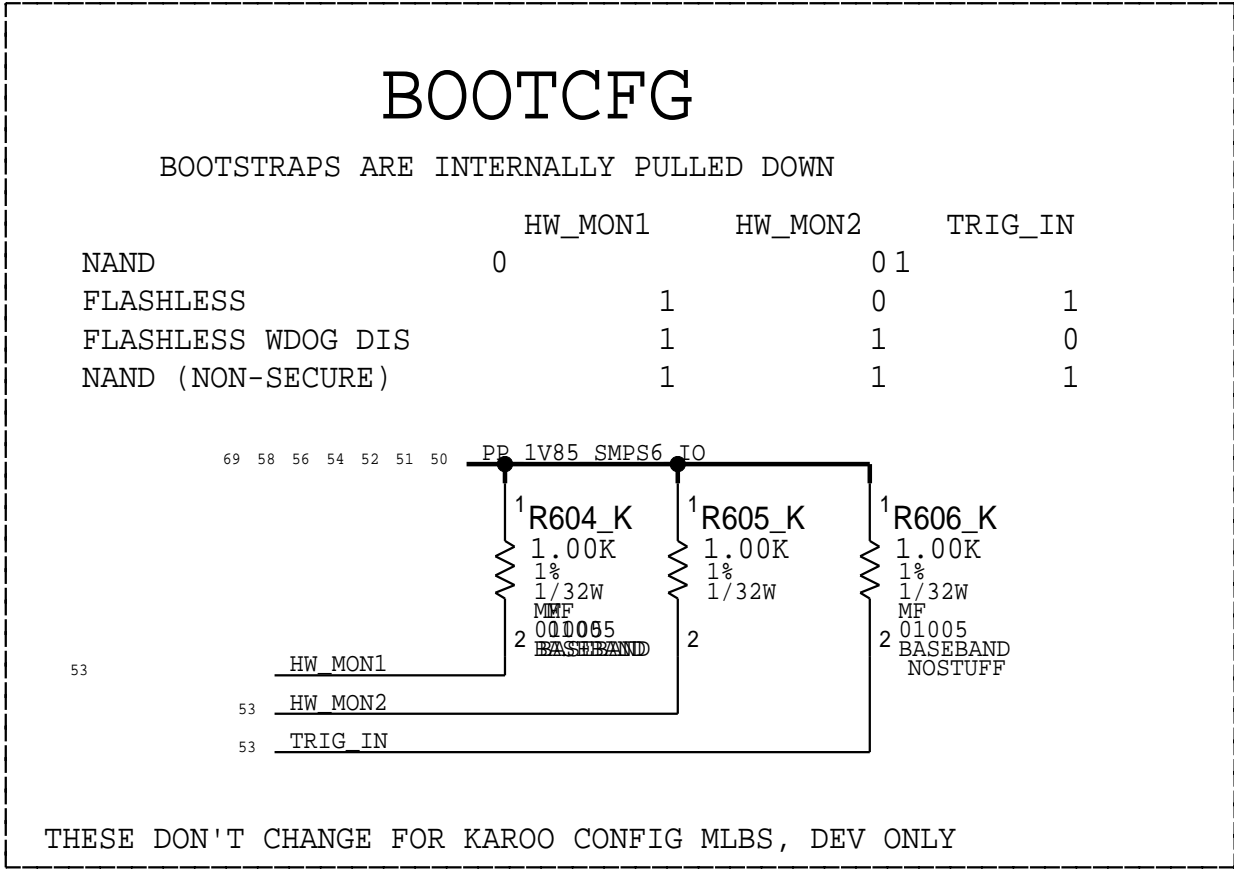 BOOTCFG
BOOTSTRAPS ARE INTERNALLY PULLED DOWN
HW_MON1 HW_MON2 TRIG_IN
NAND 0 0 1
FLASHLESS 1 0 1
FLASHLESS WDOG DIS 1 1 0
NAND (NON-SECURE) 1 1 1
69 58 56 54 52 51 50 PP_1V85_SMPS6_IO
1 R604_K 1 R605_K 1 R606_K
1.00K 1.00K 1.00K
1% 1% 1%
1/32W 1/32W 1/32W
MF MF
01005 01005
2 BASEBAND 2 2 BASEBAND
NOSTUFF
53 HW_MON1
53 HW_MON2
53 TRIG_IN
THESE DON'T CHANGE FOR KAROO CONFIG MLBS, DEV ONLY